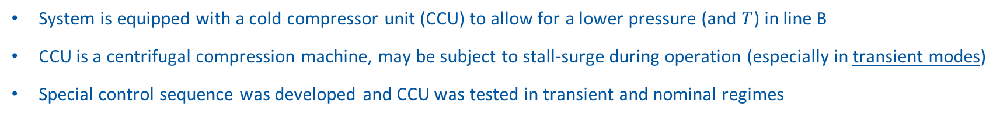 • System is equipped with a cold compressor unit (CCU) to allow for a lower pressure (and T) in line B
• CCU is a centrifugal compression machine, may be subject to stall-surge during operation (especially in transient modes)
• Special control sequence was developed and CCU was tested in transient and nominal regimes